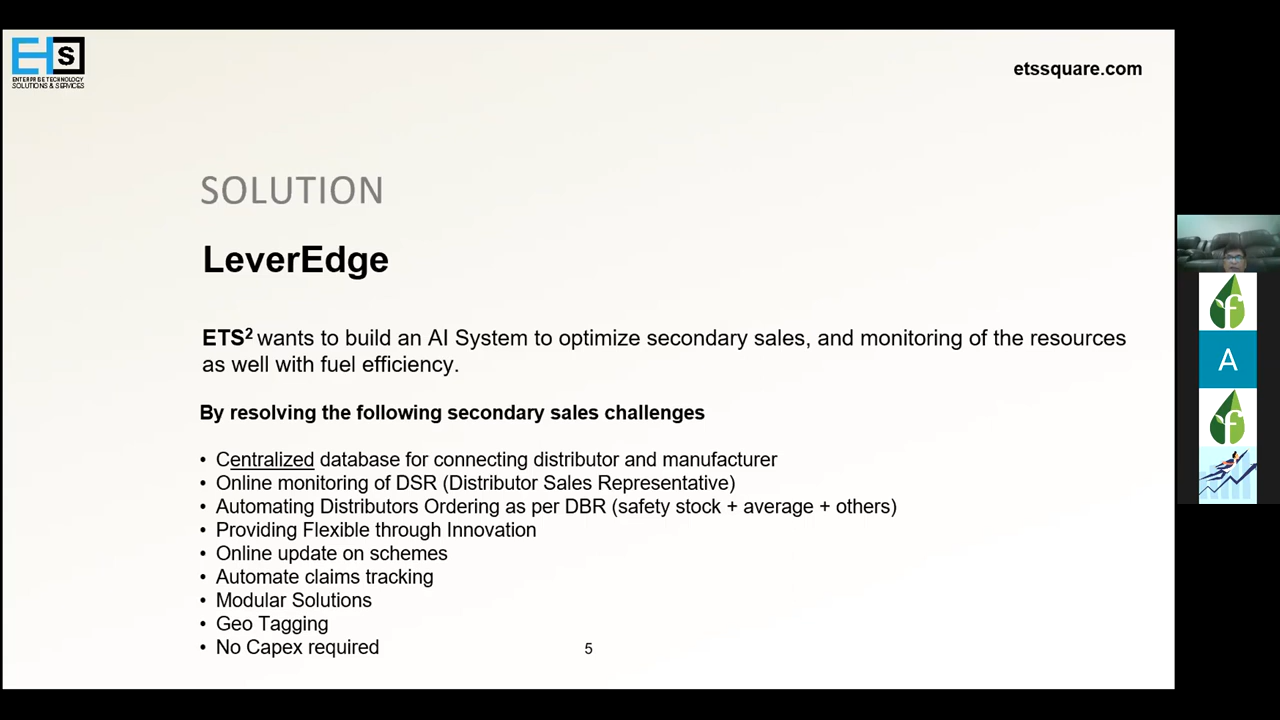 ETS
ENTERPRISE TECHNOLOGY
SOLUTIONS & SERVICES
etssquare.com
SOLUTION
LeverEdge
ETS² wants to build an AI System to optimize secondary sales, and monitoring of the resources
as well with fuel efficiency.
By resolving the following secondary sales challenges
• Centralized database for connecting distributor and manufacturer
• Online monitoring of DSR (Distributor Sales Representative)
• Automating Distributors Ordering as per DBR (safety stock + average + others)
• Providing Flexible through Innovation
• Online update on schemes
• Automate claims tracking
• Modular Solutions
• Geo Tagging
• No Capex required
5
f
A
f